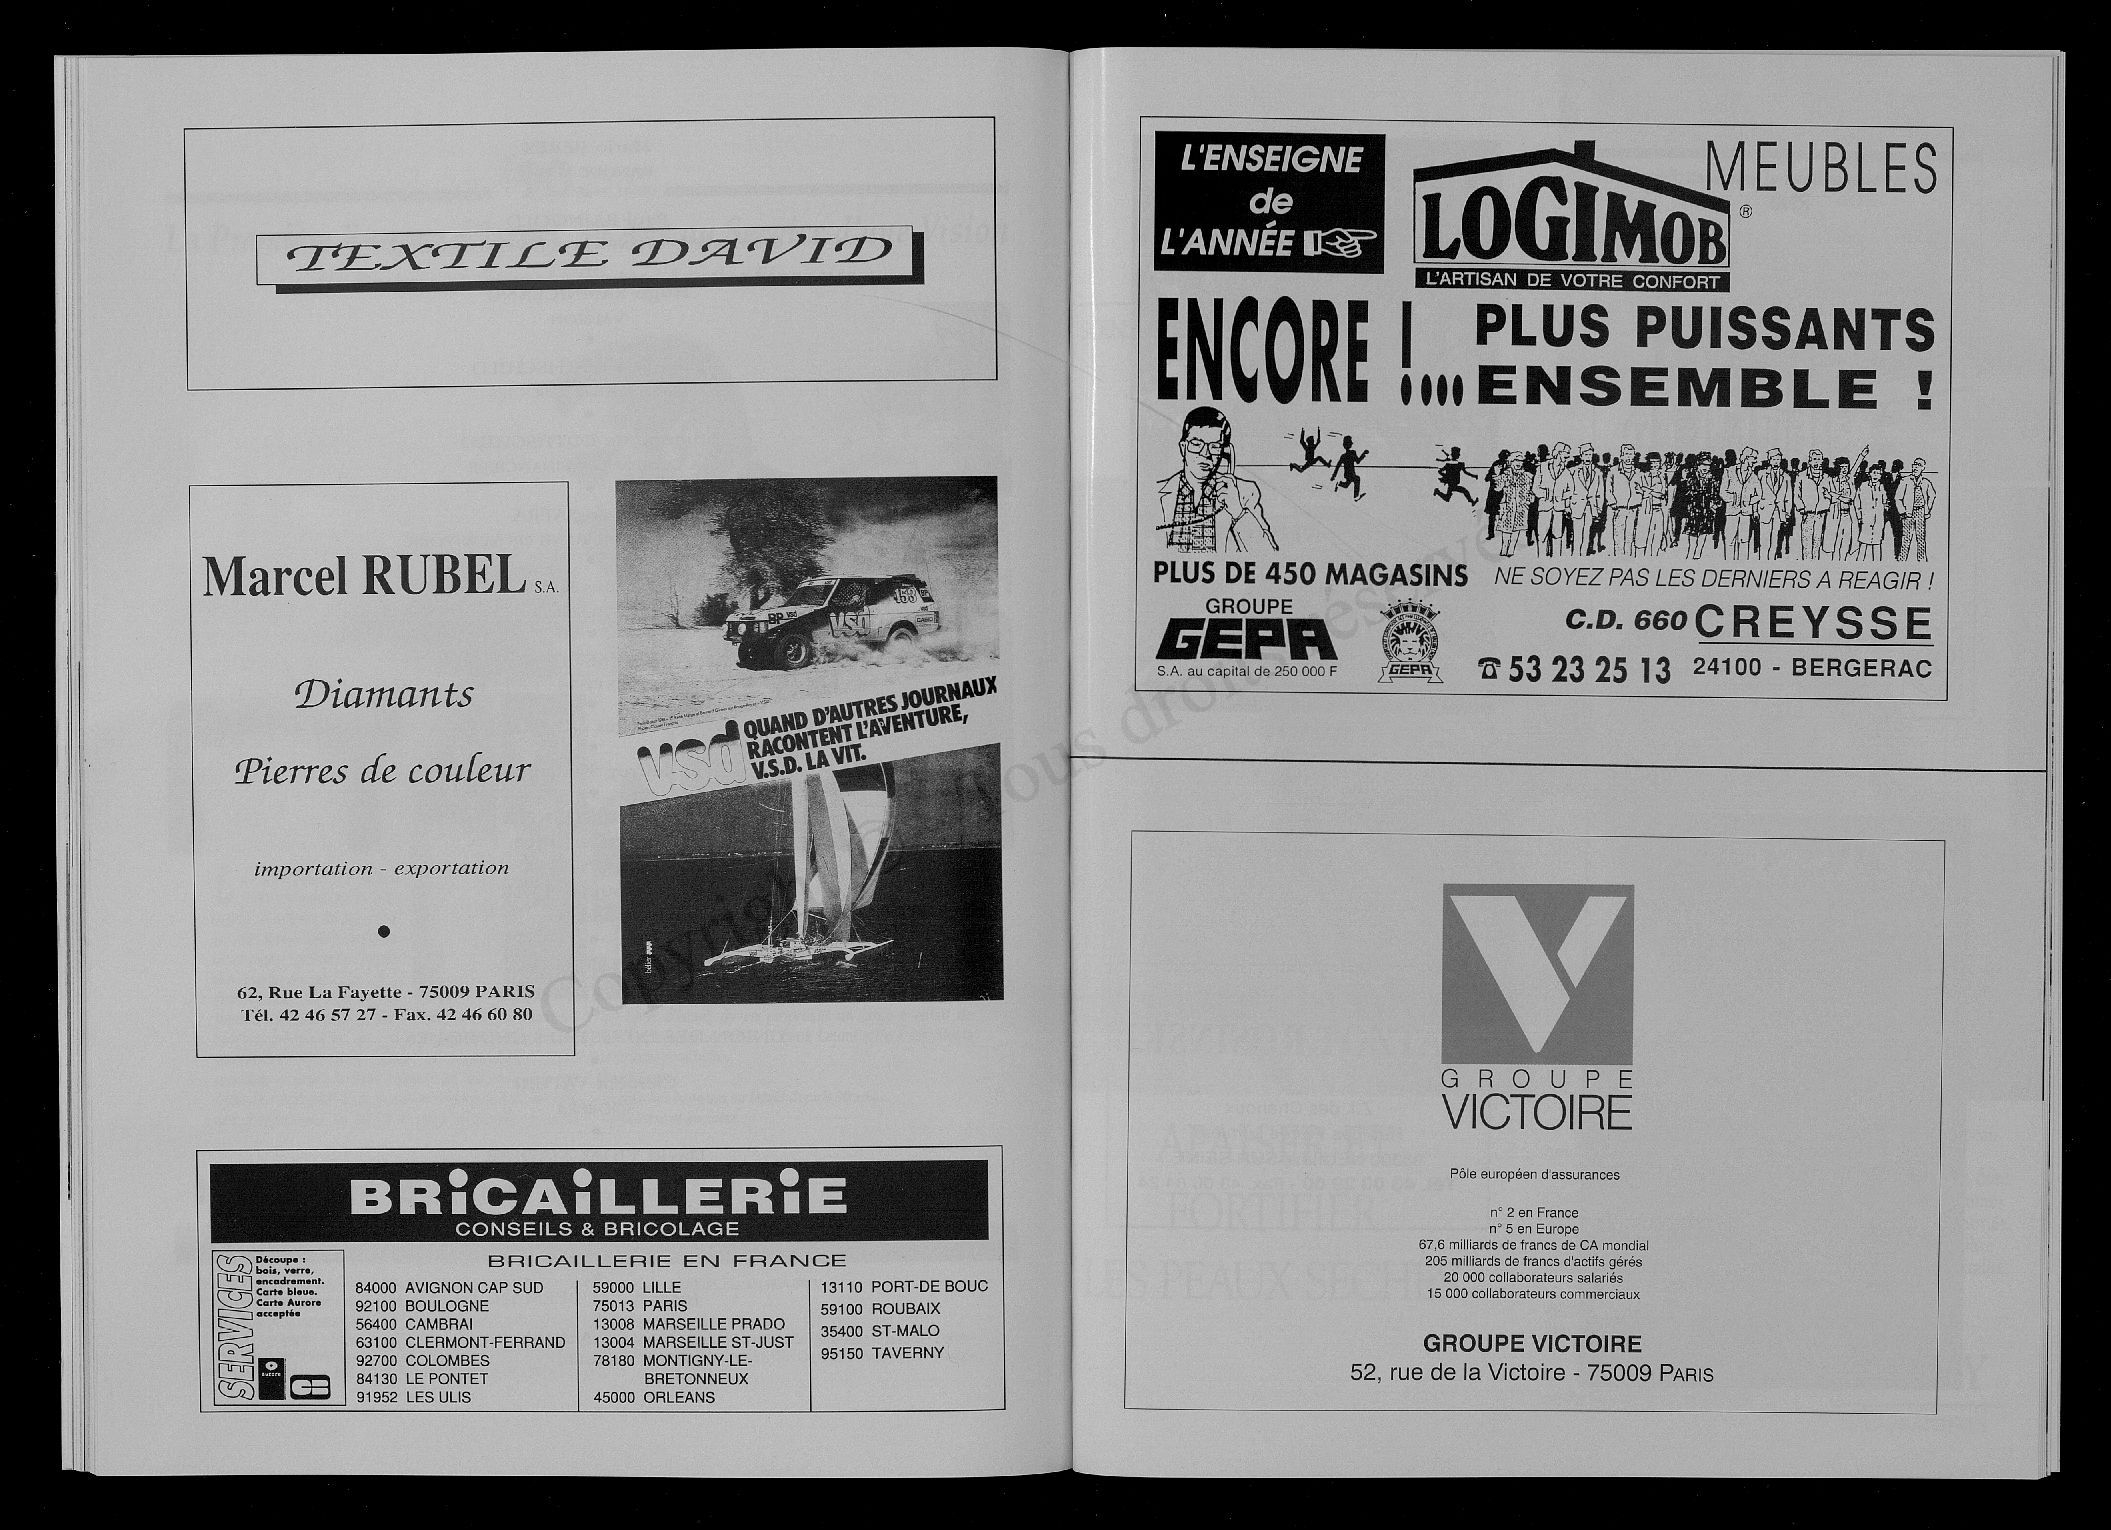 TEXTILE DAVID
Marcel RUBEL S.A.
Diamants
Pierres de couleur
importation - exportation
62, Rue La Fayette - 75009 PARIS
Tél. 42 46 57 27 - Fax. 42 46 60 80
BP vsd
vsd
153
vsd QUAND D'AUTRES JOURNAUX
RACONTENT L'AVENTURE,
V.S.D. LA VIT.
BRiCAiLLERiE
CONSEILS & BRICOLAGE
BRICAILLERIE EN FRANCE
SERVICES
Découpe :
bois, verre,
encadrement.
Carte bleue.
Carte Aurore
acceptée
84000 AVIGNON CAP SUD
92100 BOULOGNE
56400 CAMBRAI
63100 CLERMONT-FERRAND
92700 COLOMBES
84130 LE PONTET
91952 LES ULIS
59000 LILLE
75013 PARIS
13008 MARSEILLE PRADO
13004 MARSEILLE ST-JUST
78180 MONTIGNY-LE-
BRETONNEUX
45000 ORLEANS
13110 PORT-DE BOUC
59100 ROUBAIX
35400 ST-MALO
95150 TAVERNY
L'ENSEIGNE
de
L'ANNÉE
MEUBLES
LOGIMOB ®
L'ARTISAN DE VOTRE CONFORT
ENCORE !... PLUS PUISSANTS
ENSEMBLE !
PLUS DE 450 MAGASINS
NE SOYEZ PAS LES DERNIERS A REAGIR !
GROUPE
GEPA
S.A. au capital de 250 000 F
GEPA
C.D. 660 CREYSSE
☎ 53 23 25 13 24100 - BERGERAC
GROUPE
VICTOIRE
Pôle européen d'assurances
n° 2 en France
n° 5 en Europe
67,6 milliards de francs de CA mondial
205 milliards de francs d'actifs gérés
20 000 collaborateurs salariés
15 000 collaborateurs commerciaux
GROUPE VICTOIRE
52, rue de la Victoire - 75009 PARIS
Copyright © Tous droits réservés